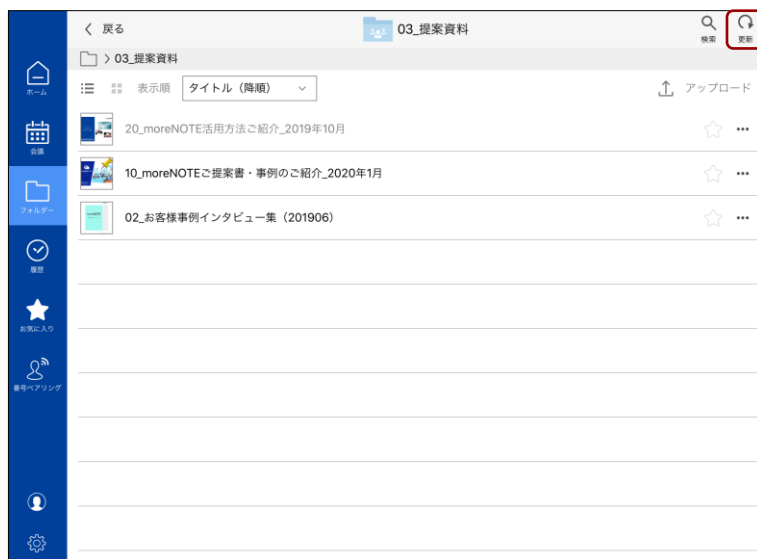 戻る
03_提案資料
検索
更新
03_提案資料
表示順
タイトル（降順）
アップロード
20_moreNOTE活用方法ご紹介_2019年10月
10_moreNOTEご提案書・事例のご紹介_2020年1月
02_お客様事例インタビュー集（201906）
ホーム
会議
フォルダー
履歴
お気に入り
番号ペアリング